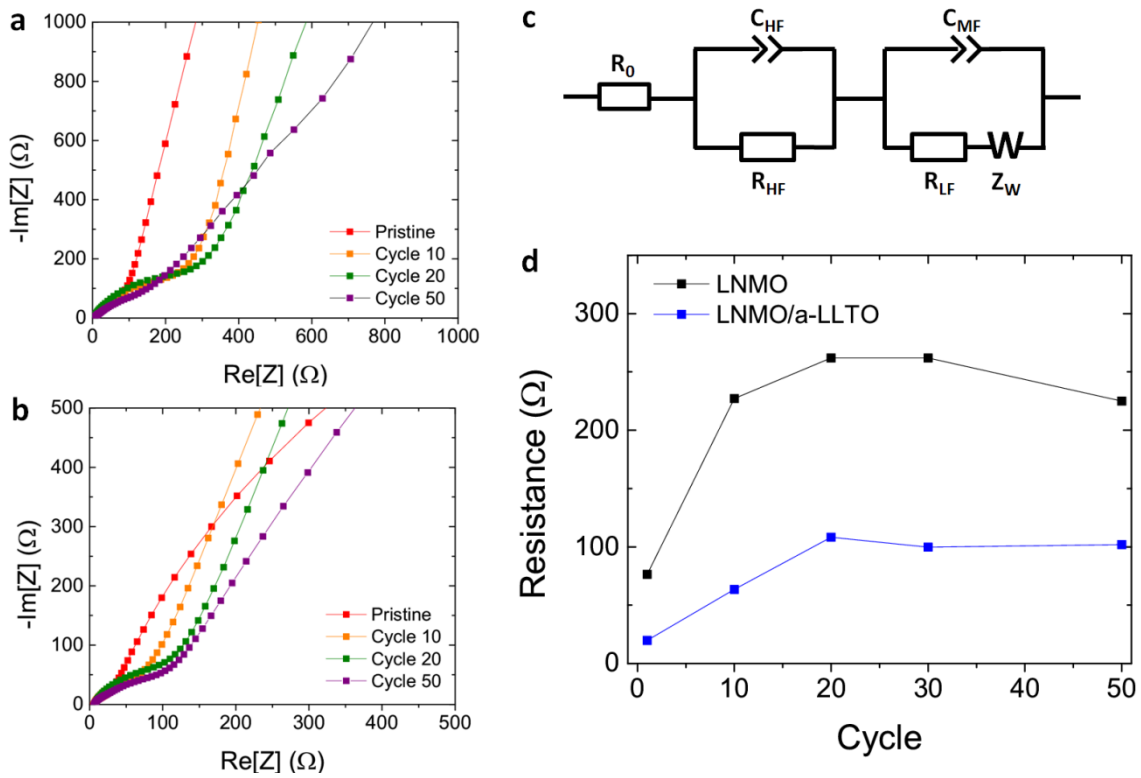 a
1000
800
600
400
200
0
-Im[Z] (Ω)
0 200 400 600 800 1000
Re[Z] (Ω)
Pristine
Cycle 10
Cycle 20
Cycle 50
b
500
400
300
200
100
0
-Im[Z] (Ω)
0 100 200 300 400 500
Re[Z] (Ω)
Pristine
Cycle 10
Cycle 20
Cycle 50
c
R0
CHF
RHF
CMF
RLF
ZW
d
LNMO
LNMO/a-LLTO
300
200
100
0
Resistance (Ω)
0 10 20 30 40 50
Cycle